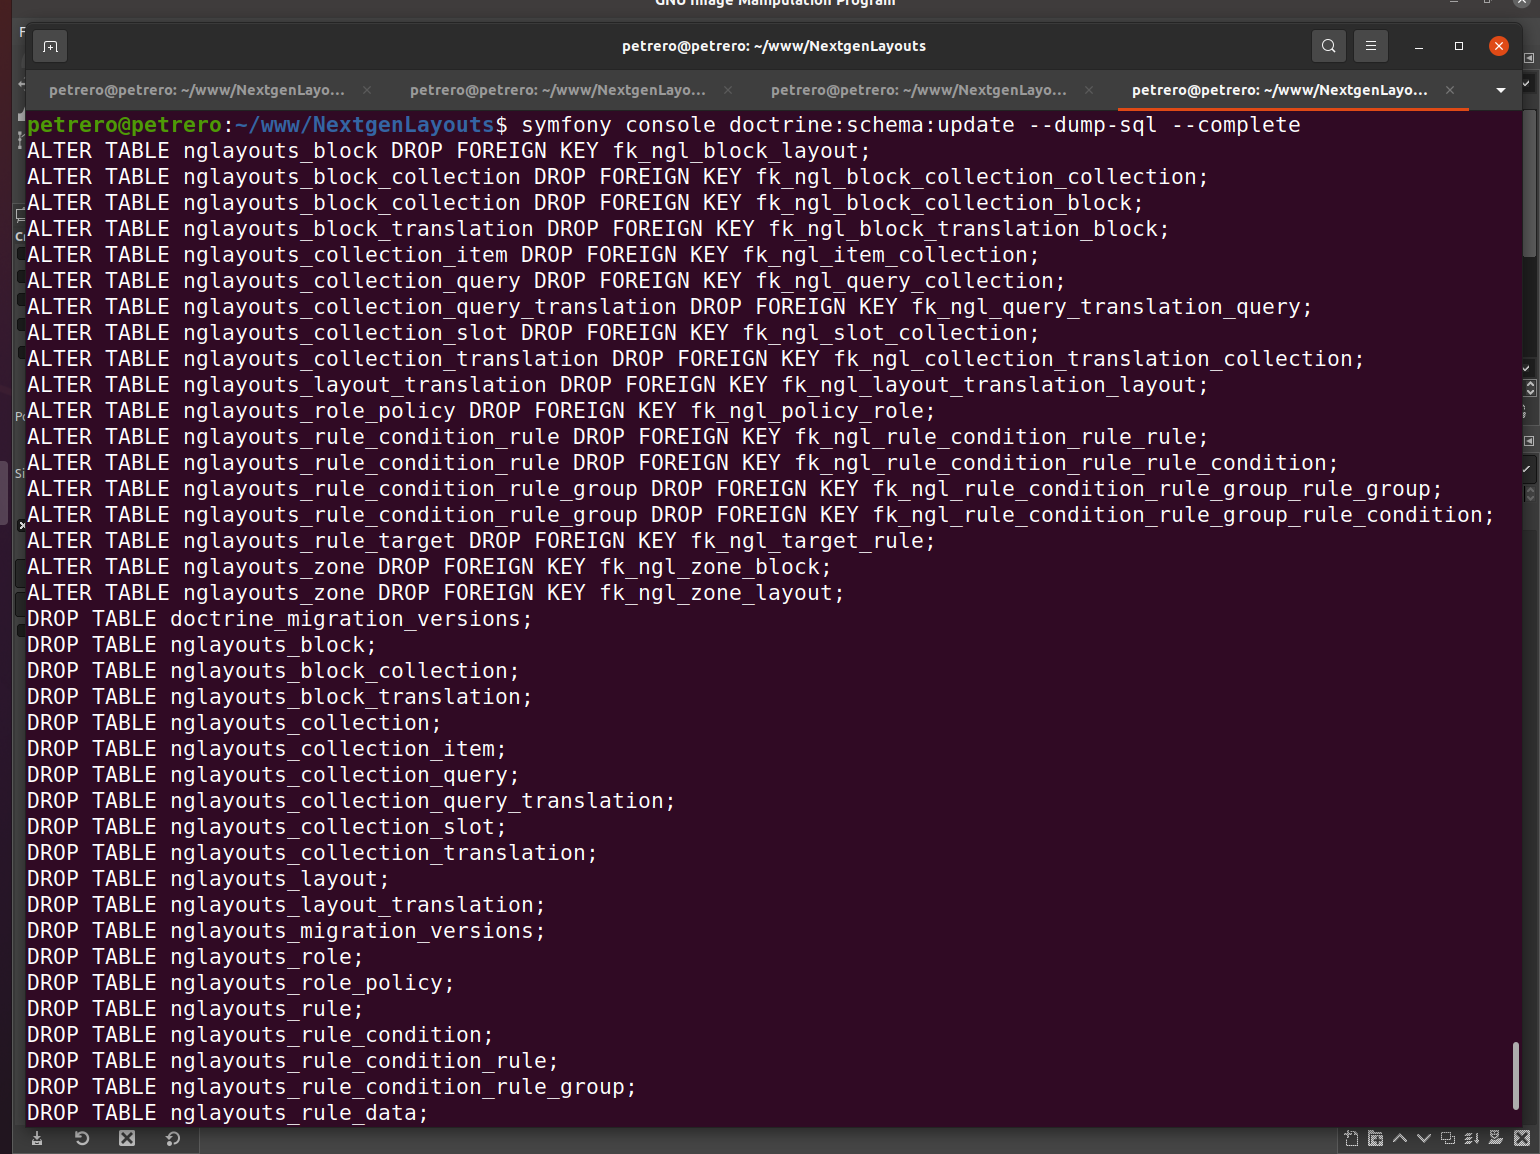 GNU Image Manipulation Program
petrero@petrero: ~/www/NextgenLayouts
petrero@petrero: ~/www/NextgenLayo...
petrero@petrero: ~/www/NextgenLayo...
petrero@petrero: ~/www/NextgenLayo...
petrero@petrero: ~/www/NextgenLayo...
petrero@petrero:~/www/NextgenLayouts$ symfony console doctrine:schema:update --dump-sql --complete
ALTER TABLE nglayouts_block DROP FOREIGN KEY fk_ngl_block_layout;
ALTER TABLE nglayouts_block_collection DROP FOREIGN KEY fk_ngl_block_collection_collection;
ALTER TABLE nglayouts_block_collection DROP FOREIGN KEY fk_ngl_block_collection_block;
ALTER TABLE nglayouts_block_translation DROP FOREIGN KEY fk_ngl_block_translation_block;
ALTER TABLE nglayouts_collection_item DROP FOREIGN KEY fk_ngl_item_collection;
ALTER TABLE nglayouts_collection_query DROP FOREIGN KEY fk_ngl_query_collection;
ALTER TABLE nglayouts_collection_query_translation DROP FOREIGN KEY fk_ngl_query_translation_query;
ALTER TABLE nglayouts_collection_slot DROP FOREIGN KEY fk_ngl_slot_collection;
ALTER TABLE nglayouts_collection_translation DROP FOREIGN KEY fk_ngl_collection_translation_collection;
ALTER TABLE nglayouts_layout_translation DROP FOREIGN KEY fk_ngl_layout_translation_layout;
ALTER TABLE nglayouts_role_policy DROP FOREIGN KEY fk_ngl_policy_role;
ALTER TABLE nglayouts_rule_condition_rule DROP FOREIGN KEY fk_ngl_rule_condition_rule_rule;
ALTER TABLE nglayouts_rule_condition_rule DROP FOREIGN KEY fk_ngl_rule_condition_rule_rule_condition;
ALTER TABLE nglayouts_rule_condition_rule_group DROP FOREIGN KEY fk_ngl_rule_condition_rule_group_rule_group;
ALTER TABLE nglayouts_rule_condition_rule_group DROP FOREIGN KEY fk_ngl_rule_condition_rule_group_rule_condition;
ALTER TABLE nglayouts_rule_target DROP FOREIGN KEY fk_ngl_target_rule;
ALTER TABLE nglayouts_zone DROP FOREIGN KEY fk_ngl_zone_block;
ALTER TABLE nglayouts_zone DROP FOREIGN KEY fk_ngl_zone_layout;
DROP TABLE doctrine_migration_versions;
DROP TABLE nglayouts_block;
DROP TABLE nglayouts_block_collection;
DROP TABLE nglayouts_block_translation;
DROP TABLE nglayouts_collection;
DROP TABLE nglayouts_collection_item;
DROP TABLE nglayouts_collection_query;
DROP TABLE nglayouts_collection_query_translation;
DROP TABLE nglayouts_collection_slot;
DROP TABLE nglayouts_collection_translation;
DROP TABLE nglayouts_layout;
DROP TABLE nglayouts_layout_translation;
DROP TABLE nglayouts_migration_versions;
DROP TABLE nglayouts_role;
DROP TABLE nglayouts_role_policy;
DROP TABLE nglayouts_rule;
DROP TABLE nglayouts_rule_condition;
DROP TABLE nglayouts_rule_condition_rule;
DROP TABLE nglayouts_rule_condition_rule_group;
DROP TABLE nglayouts_rule_data;